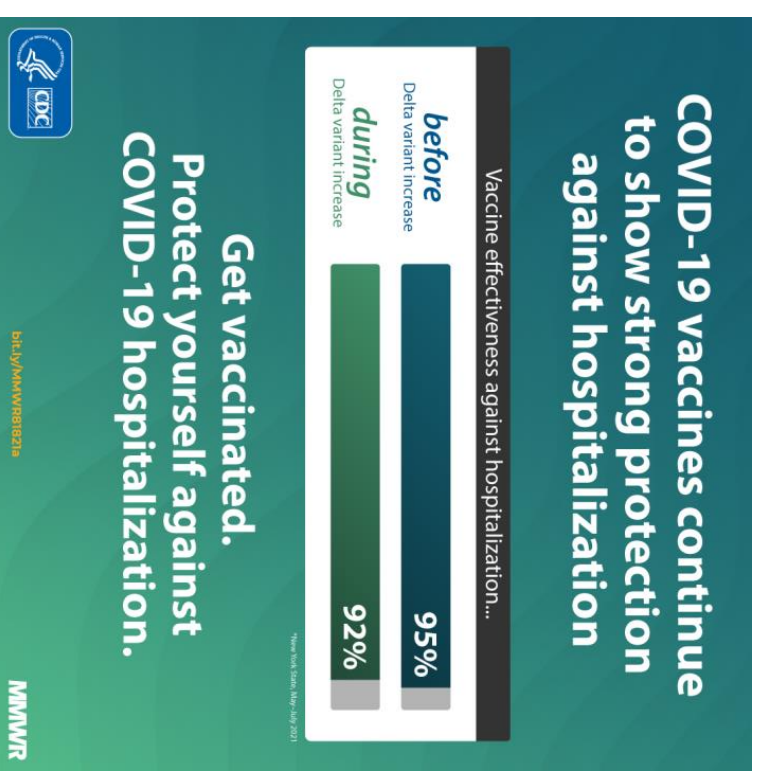 COVID-19 vaccines continue
to show strong protection
against hospitalization
Vaccine effectiveness against hospitalization...
before
Delta variant increase
95%
during
Delta variant increase
92%
*New York State, May–July 2021
Get vaccinated.
Protect yourself against
COVID-19 hospitalization.
CDC
bit.ly/MMWR81821a
MMWR